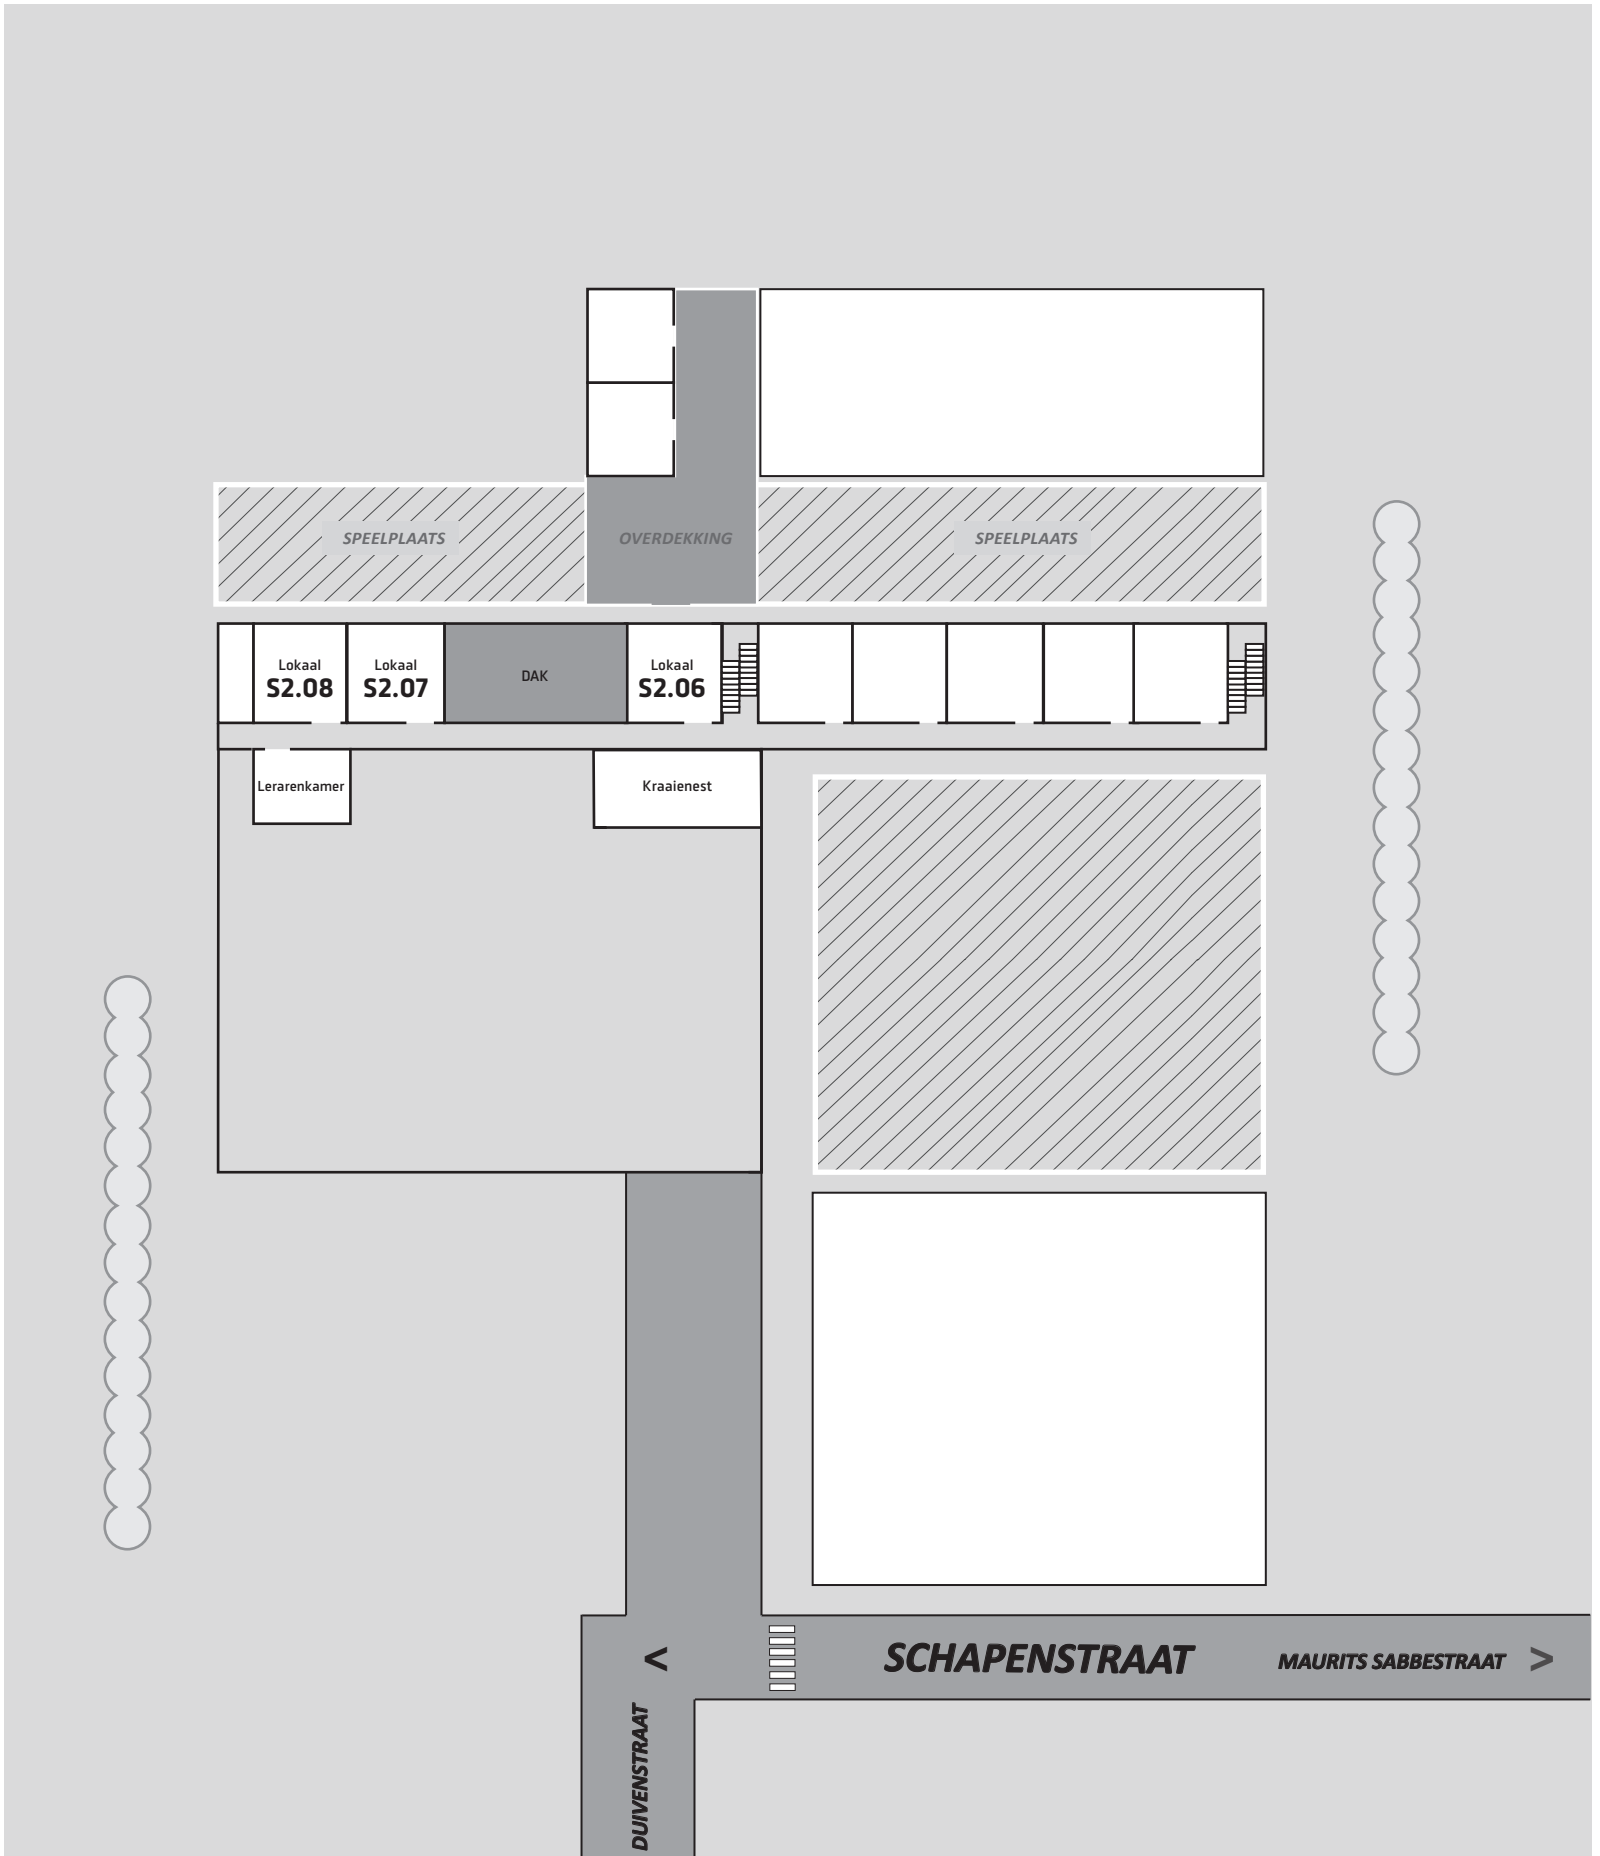 SPEELPLAATS
OVERDEKKING
SPEELPLAATS
Lokaal
S2.08
Lokaal
S2.07
DAK
Lokaal
S2.06
Lerarenkamer
Kraaienest
<
SCHAPENSTRAAT
MAURITS SABBESTRAAT >
DUIVENSTRAAT